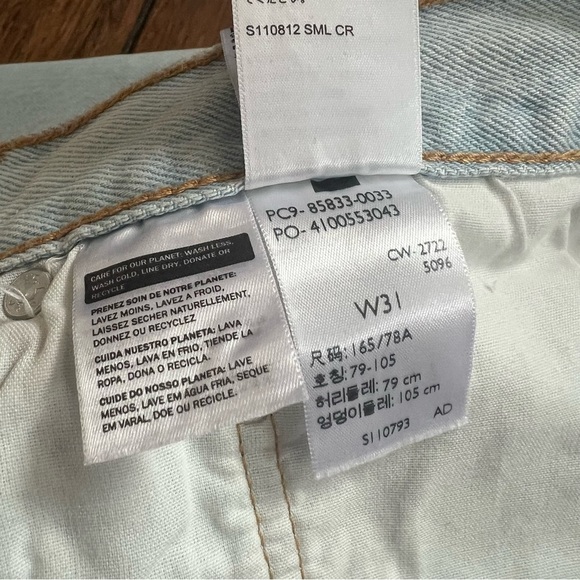 S110812 SML CR
CARE FOR OUR PLANET: WASH LESS,
WASH COLD, LINE DRY, DONATE OR
RECYCLE
PRENEZ SOIN DE NOTRE PLANETE:
LAVEZ MOINS, LAVEZ A FROID,
LAISSEZ SECHER NATURELLEMENT,
DONNEZ OU RECYCLEZ
CUIDA NUESTRO PLANETA: LAVA
MENOS, LAVA EN FRIO, TIENDE LA
ROPA, DONA O RECICLA.
CUIDE DO NOSSO PLANETA: LAVE
MENOS, LAVE EM ÁGUA FRIA, SEQUE
EM VARAL, DOE OU RECICLE.
PC9- 85833-0033
PO- 4100553043
CW- 2722
5096
W31
尺码: 165/78A
호칭: 79-105
허리둘레: 79 cm
엉덩이둘레: 105 cm
S110793 AD